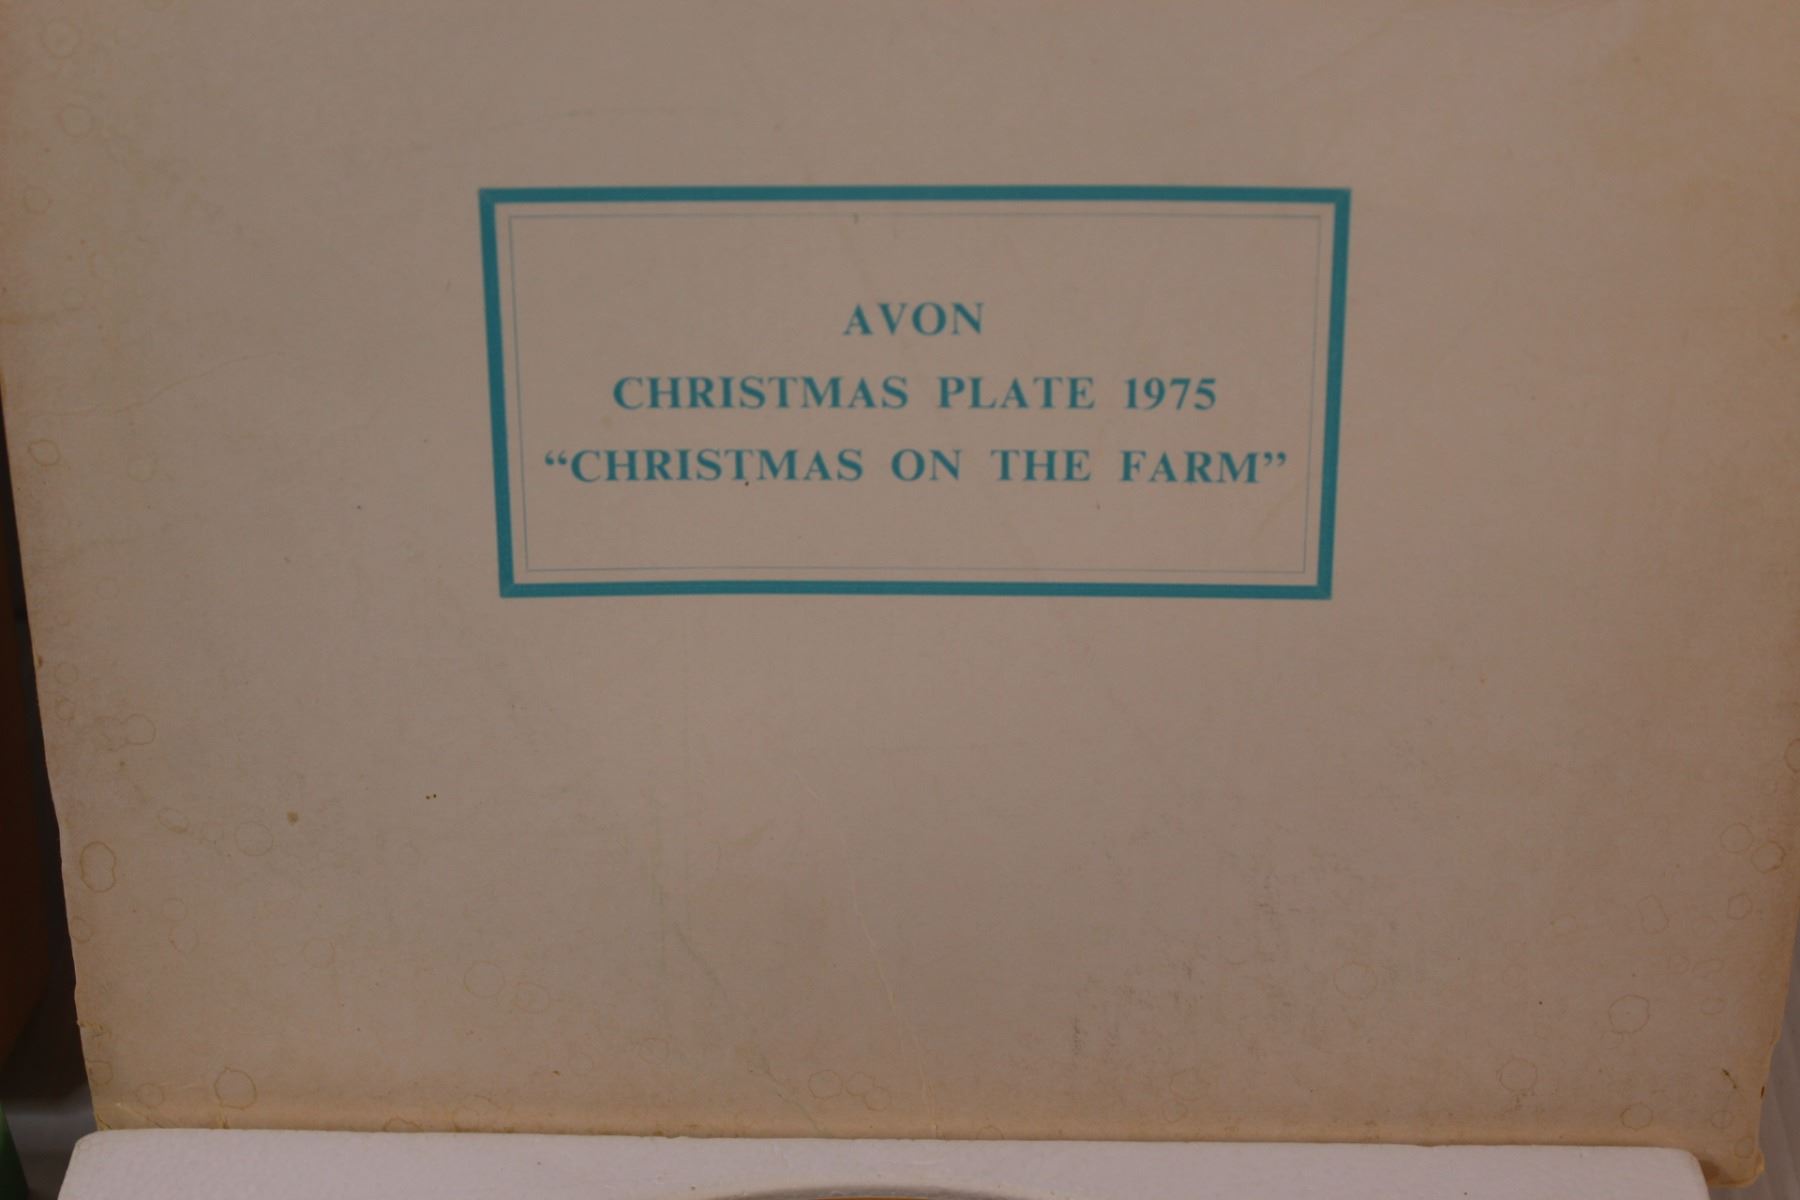 AVON
CHRISTMAS PLATE 1975
“CHRISTMAS ON THE FARM”